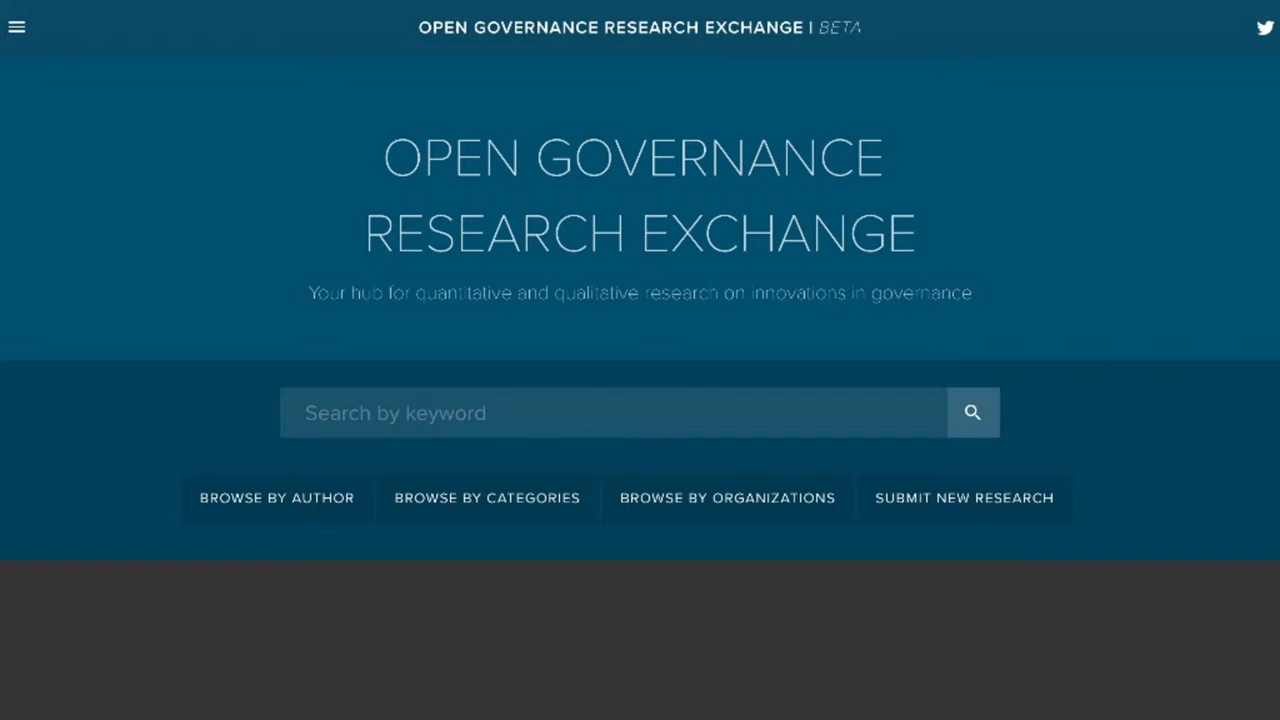 OPEN GOVERNANCE RESEARCH EXCHANGE | BETA
OPEN GOVERNANCE
RESEARCH EXCHANGE
Your hub for quantitative and qualitative research on innovations in governance
Search by keyword
BROWSE BY AUTHOR BROWSE BY CATEGORIES BROWSE BY ORGANIZATIONS SUBMIT NEW RESEARCH